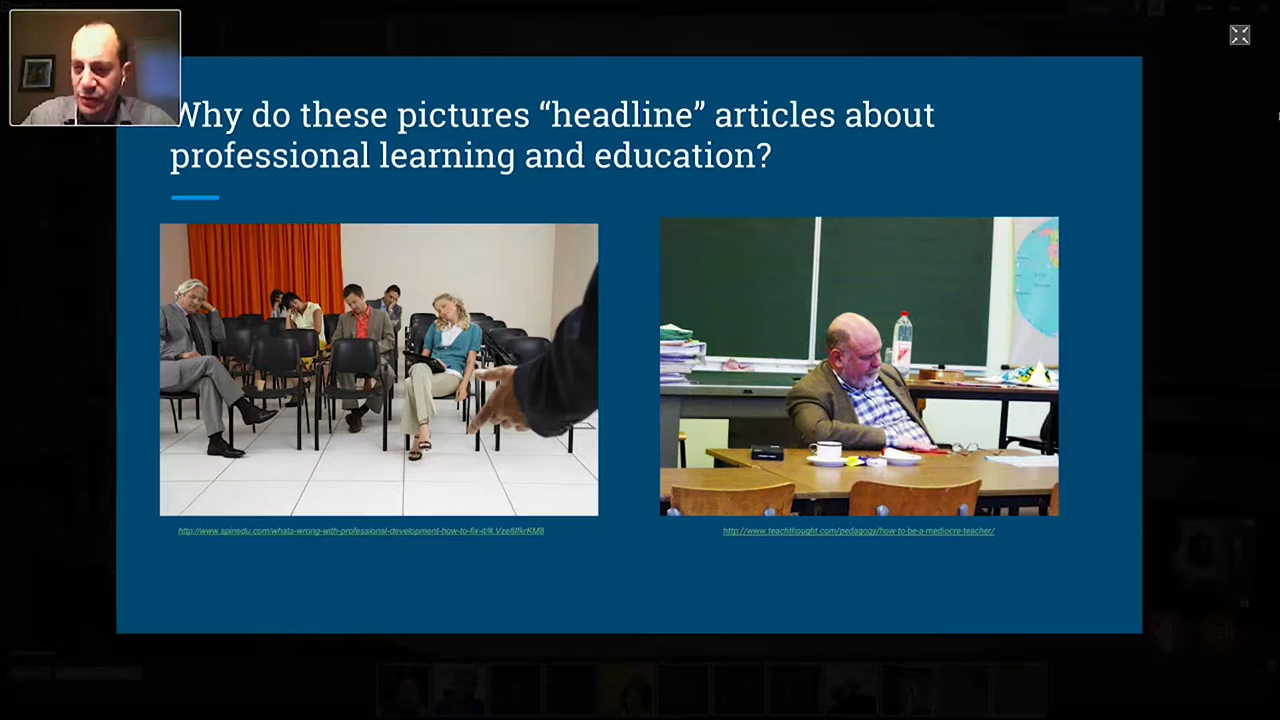 Why do these pictures “headline” articles about
professional learning and education?
http://www.spinedu.com/whats-wrong-with-professional-development-how-to-fix-it/#.Vze6lfkrKM8
http://www.teachthought.com/pedagogy/how-to-be-a-mediocre-teacher/